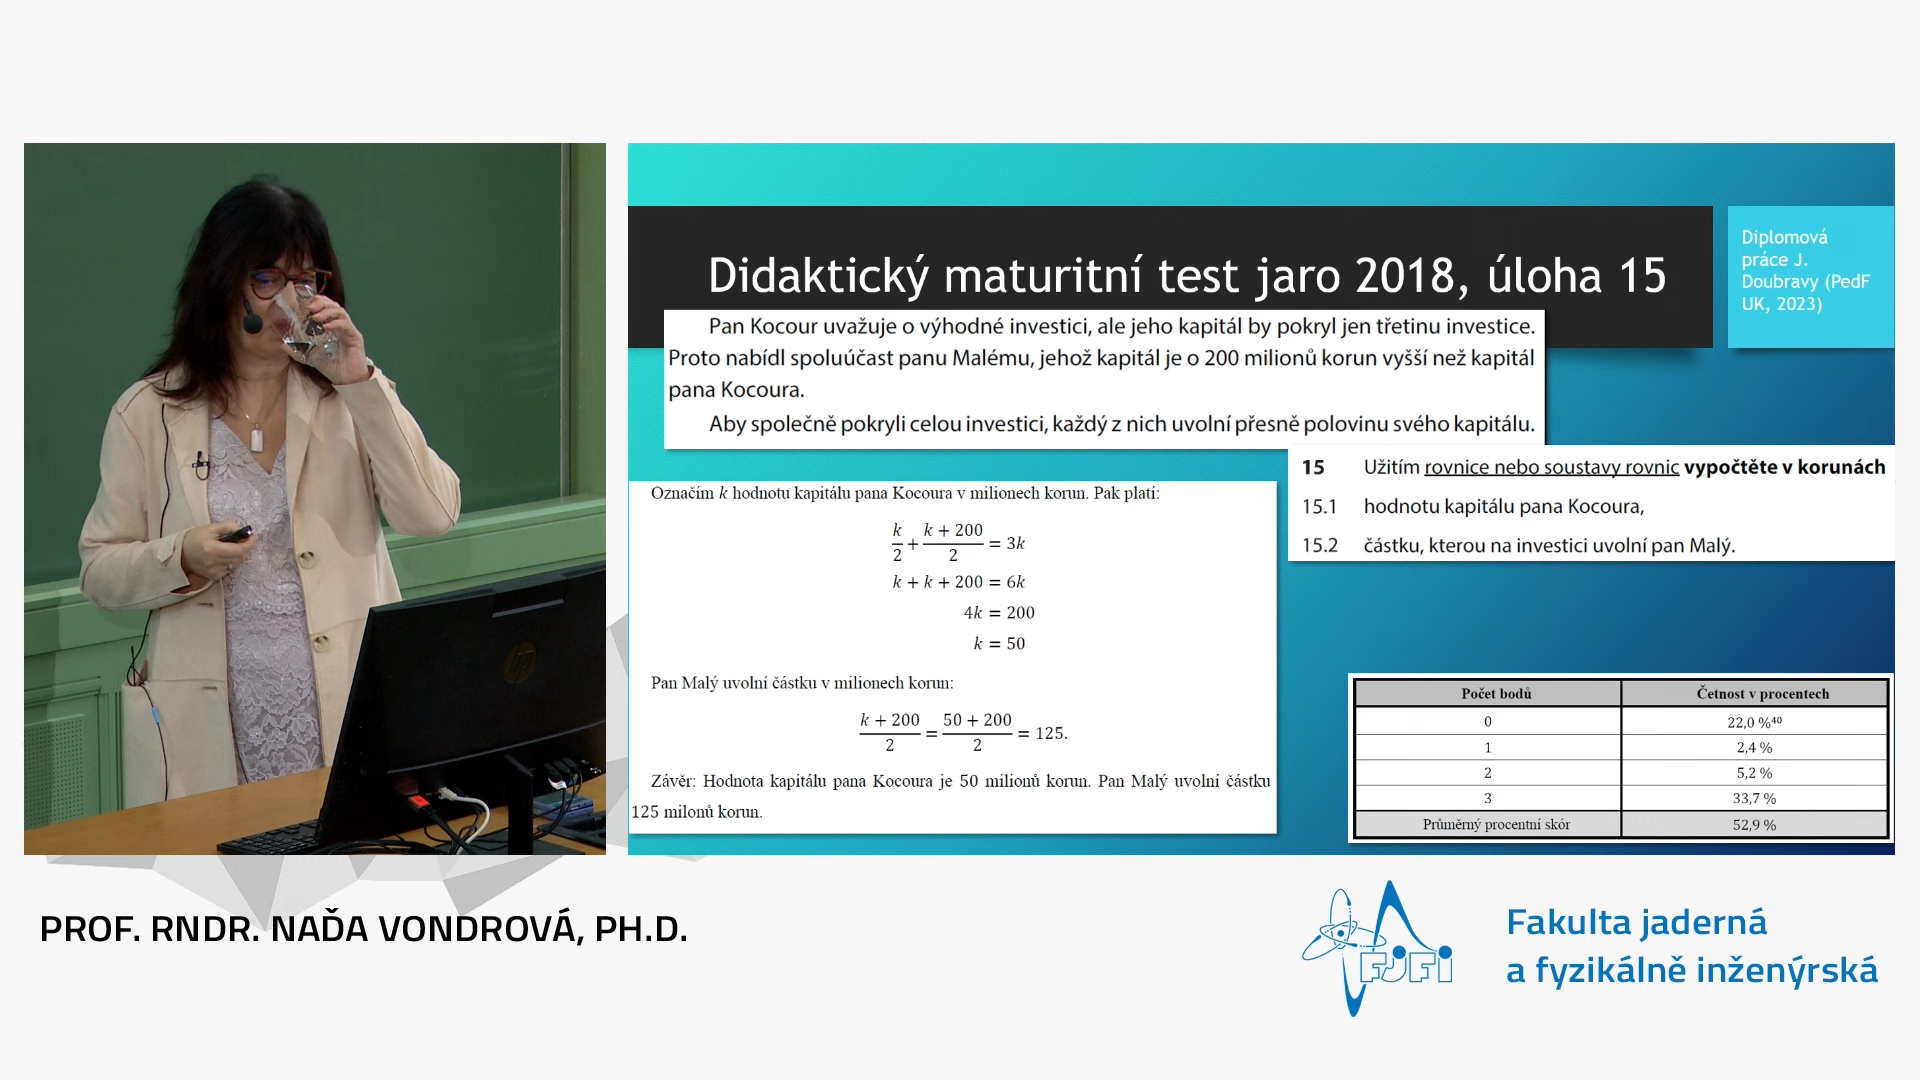 Didaktický maturitní test jaro 2018, úloha 15
Diplomová
práce J.
Doubravy (PedF
UK, 2023)
Pan Kocour uvažuje o výhodné investici, ale jeho kapitál by pokryl jen třetinu investice.
Proto nabídl spoluúčast panu Malému, jehož kapitál je o 200 milionů korun vyšší než kapitál
pana Kocoura.
Aby společně pokryli celou investici, každý z nich uvolní přesně polovinu svého kapitálu.
15 Užitím rovnice nebo soustavy rovnic vypočtěte v korunách
15.1 hodnotu kapitálu pana Kocoura,
15.2 částku, kterou na investici uvolní pan Malý.
Označím k hodnotu kapitálu pana Kocoura v milionech korun. Pak platí:
k/2 + (k + 200)/2 = 3k
k + k + 200 = 6k
4k = 200
k = 50
Pan Malý uvolní částku v milionech korun:
(k + 200)/2 = (50 + 200)/2 = 125.
Závěr: Hodnota kapitálu pana Kocoura je 50 milionů korun. Pan Malý uvolní částku
125 milonů korun.
Počet bodů Četnost v procentech
0 22,0 %⁴⁰
1 2,4 %
2 5,2 %
3 33,7 %
Průměrný procentní skór 52,9 %
hp
PROF. RNDR. NAĎA VONDROVÁ, PH.D.
FJFI
Fakulta jaderná
a fyzikálně inženýrská